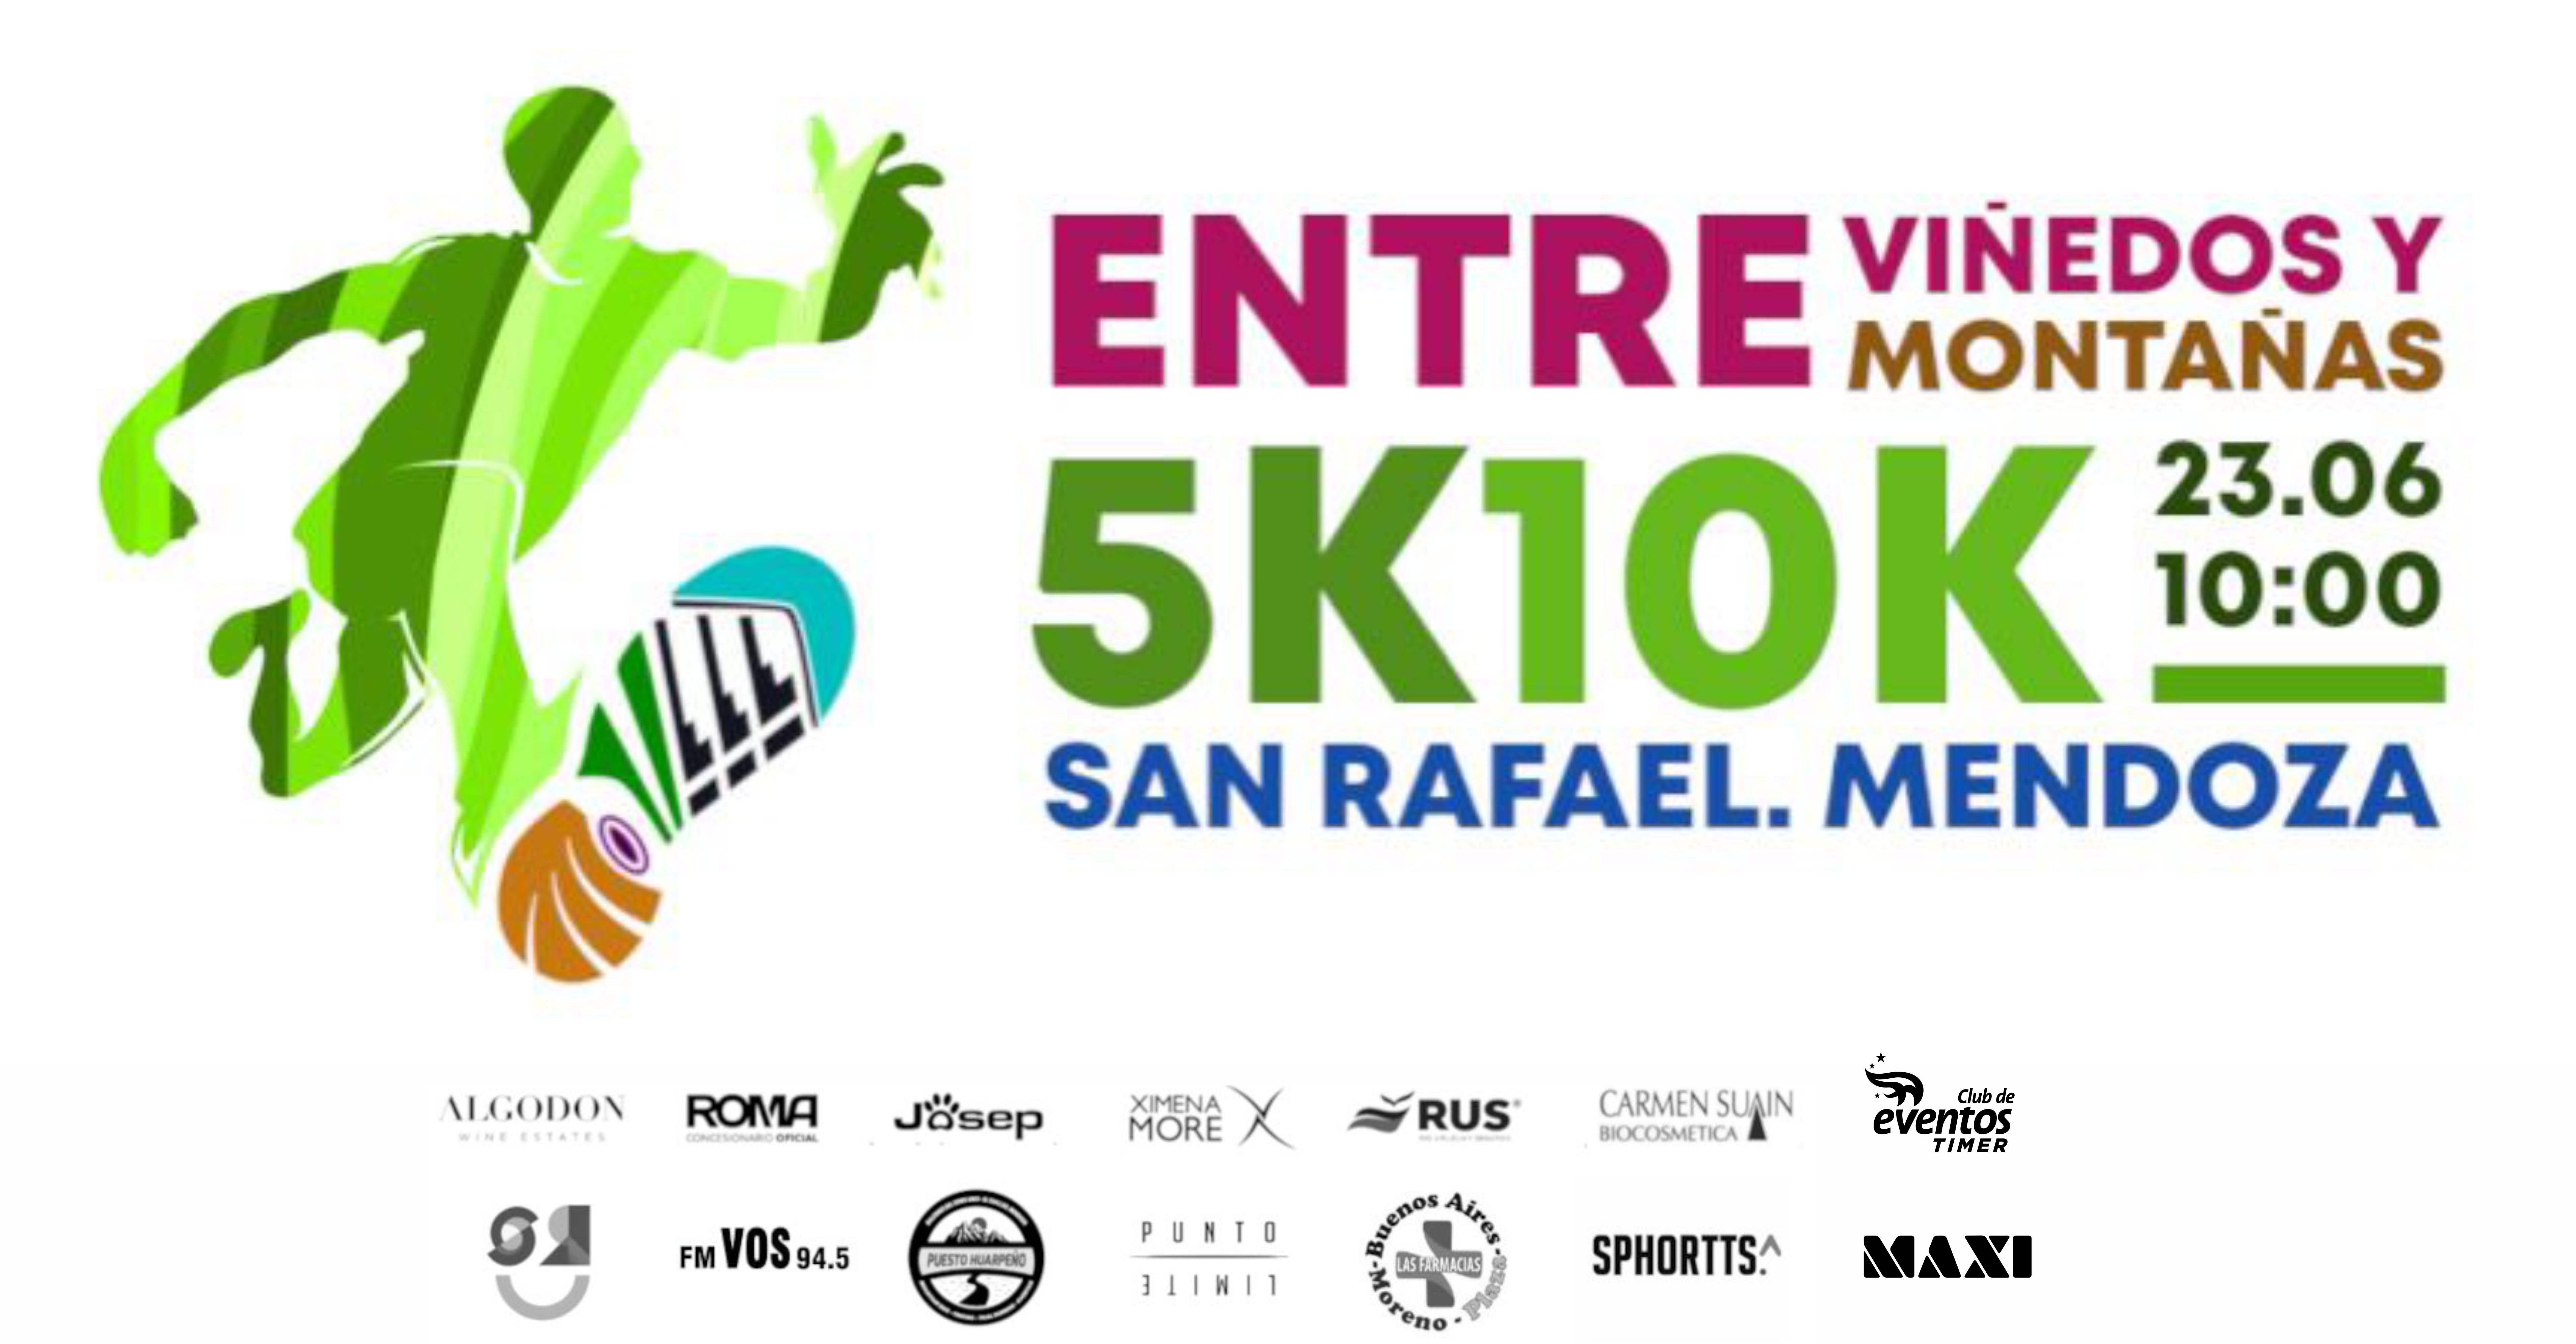 ENTRE VIÑEDOS Y
MONTAÑAS
5K10K 23.06
10:00
SAN RAFAEL. MENDOZA
ALGODON
WINE ESTATES
ROMA
CONCESIONARIO OFICIAL
Josep
XIMENA
MORE
RUS
CARMEN SUAIN
BIOCOSMETICA
Club de
eventos
TIMER
FM VOS 94.5
PUESTO HUARPEÑO
PUNTO
LIMITE
Buenos Aires-
LAS FARMACIAS
-Moreno-
Plaza
SPHORTTS.
MAXI